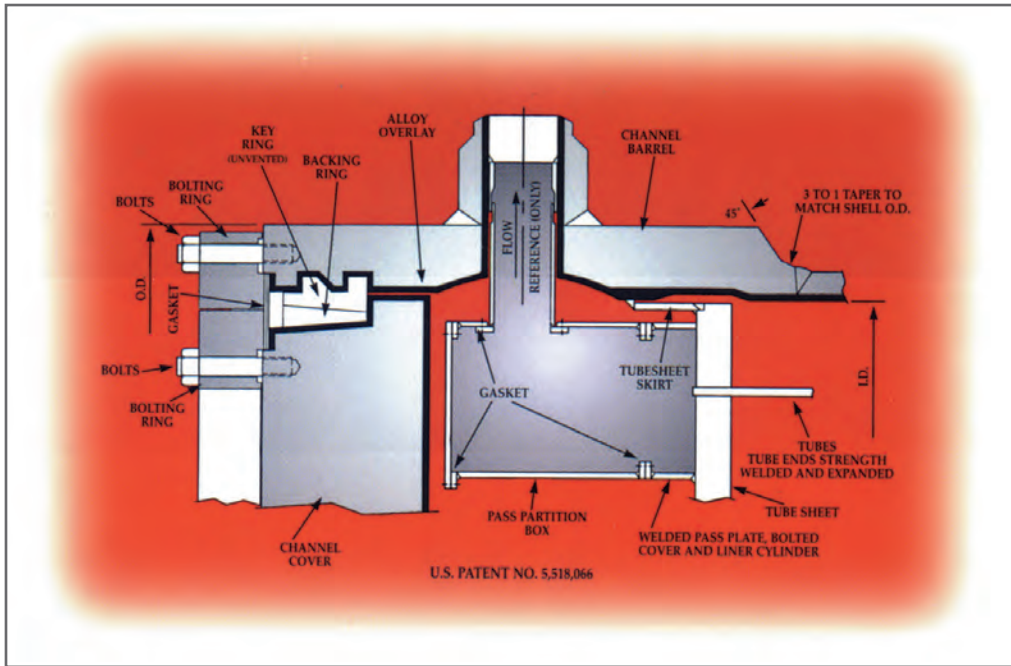 KEY
RING
(UNVENTED)
ALLOY
OVERLAY
BACKING
RING
BOLTING
RING
BOLTS
CHANNEL
BARREL
3 TO 1 TAPER TO
MATCH SHELL O.D.
45°
FLOW
REFERENCE (ONLY)
O.D.
GASKET
BOLTS
BOLTING
RING
GASKET
TUBESHEET
SKIRT
I.D.
TUBES
TUBE ENDS STRENGTH
WELDED AND EXPANDED
TUBE SHEET
PASS PARTITION
BOX
WELDED PASS PLATE, BOLTED
COVER AND LINER CYLINDER
CHANNEL
COVER
U.S. PATENT NO. 5,518,066